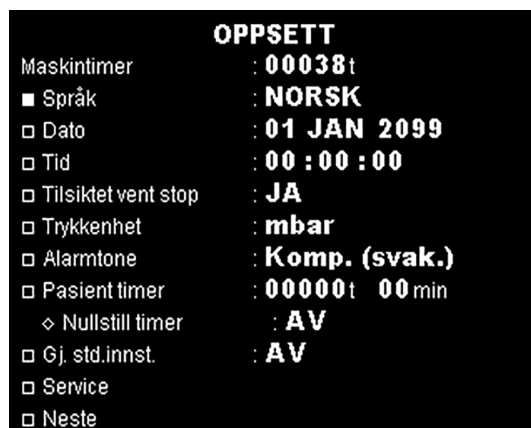 OPPSETT
Maskintimer : 00038t
Språk : NORSK
Dato : 01 JAN 2099
Tid : 00 : 00 : 00
Tilsiktet vent stop : JA
Trykkenhet : mbar
Alarmtone : Komp. (svak.)
Pasient timer : 00000t 00min
Nullstill timer : AV
Gj. std.innst. : AV
Service
Neste